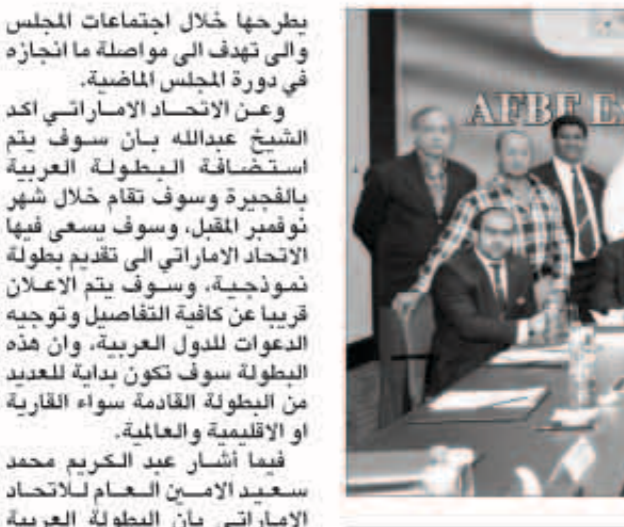 يطرحها خلال اجتماعات المجلس
والى تهدف الى مواصلة ما انجازه
في دورة المجلس الماضية.
وعن الاتحاد الاماراتي اكد
الشيخ عبدالله بان سوف يتم
استضافة البطولة العربية
بالفجيرة وسوف تقام خلال شهر
نوفمبر المقبل، وسوف يسعى فيها
الاتحاد الاماراتي الى تقديم بطولة
نموذجية، وسوف يتم الاعلان
قريبا عن كافية التفاصيل وتوجيه
الدعوات للدول العربية، وان هذه
البطولة سوف تكون بداية للعديد
من البطولة القادمة سواء القارية
او الاقليمية والعالمية.
فيما أشار عبد الكريم محمد
سعيد الامين العام للاتحاد
الاماراتي بان البطولة العربية
AFBF E